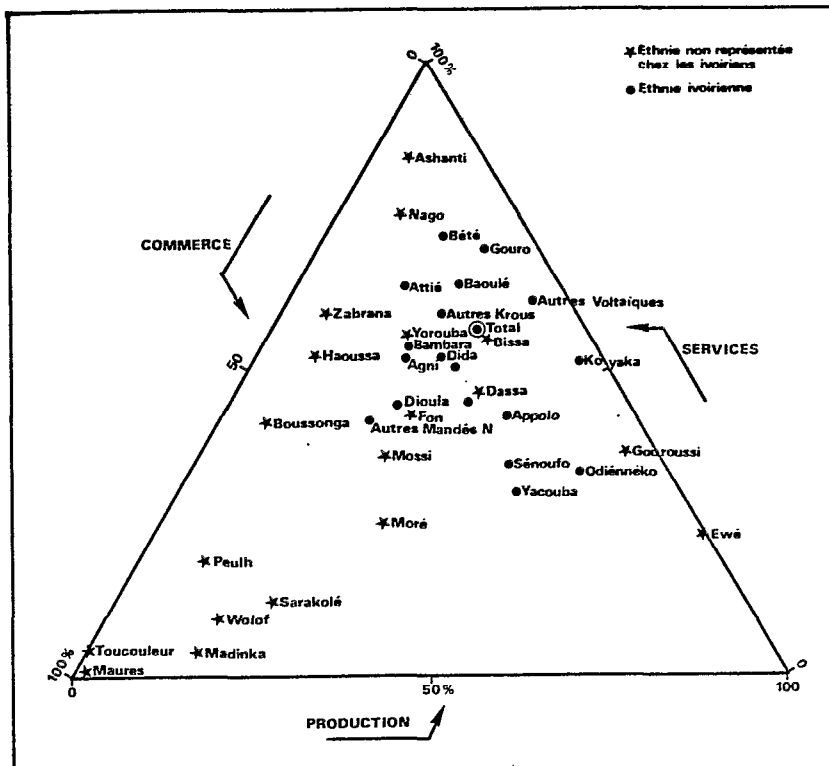 0
100%
Ethnie non représentée
chez les ivoiriens
Ethnie ivoirienne
Ashanti
Nago
COMMERCE
Bété
Gouro
Attié
Baoulé
Autres Voltaïques
Zabrana
Autres Krous
Total
Yorouba
Bissa
SERVICES
Bambara
Haoussa
Agni
Dida
Koyaka
50
Dassa
Dioula
Fon
Appolo
Boussonga
Autres Mandés N
Mossi
Gouroussi
Sénoufo
Odiénnéko
Yacouba
Moré
Ewé
Peulh
Sarakolé
Wolof
Toucouleur
Madinka
100%
Maures
0
0
50%
100
PRODUCTION